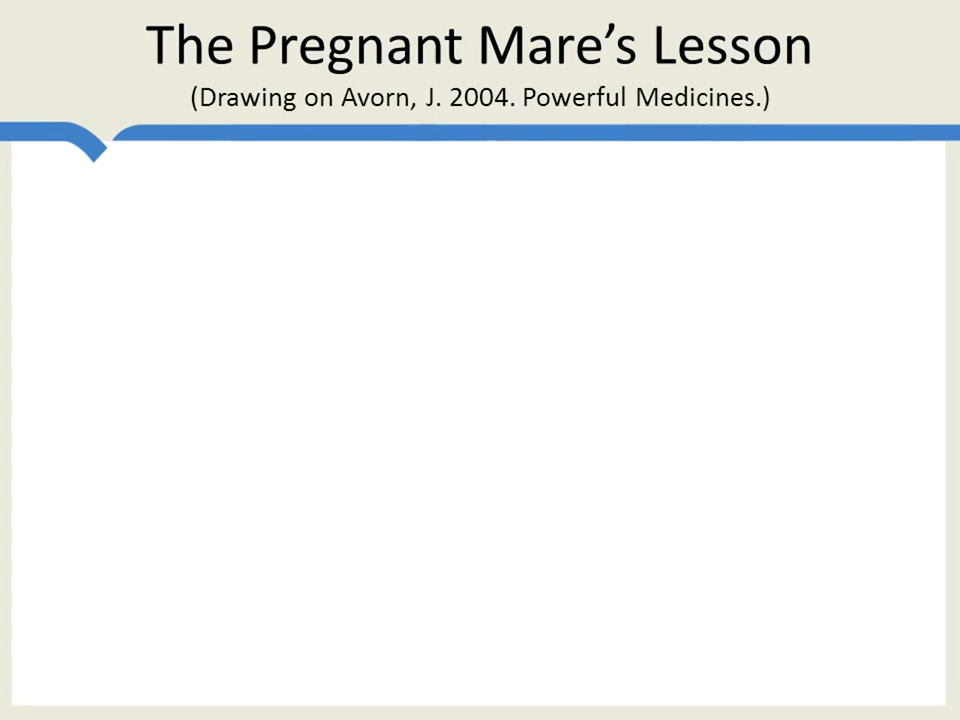 The Pregnant Mare’s Lesson
(Drawing on Avorn, J. 2004. Powerful Medicines.)